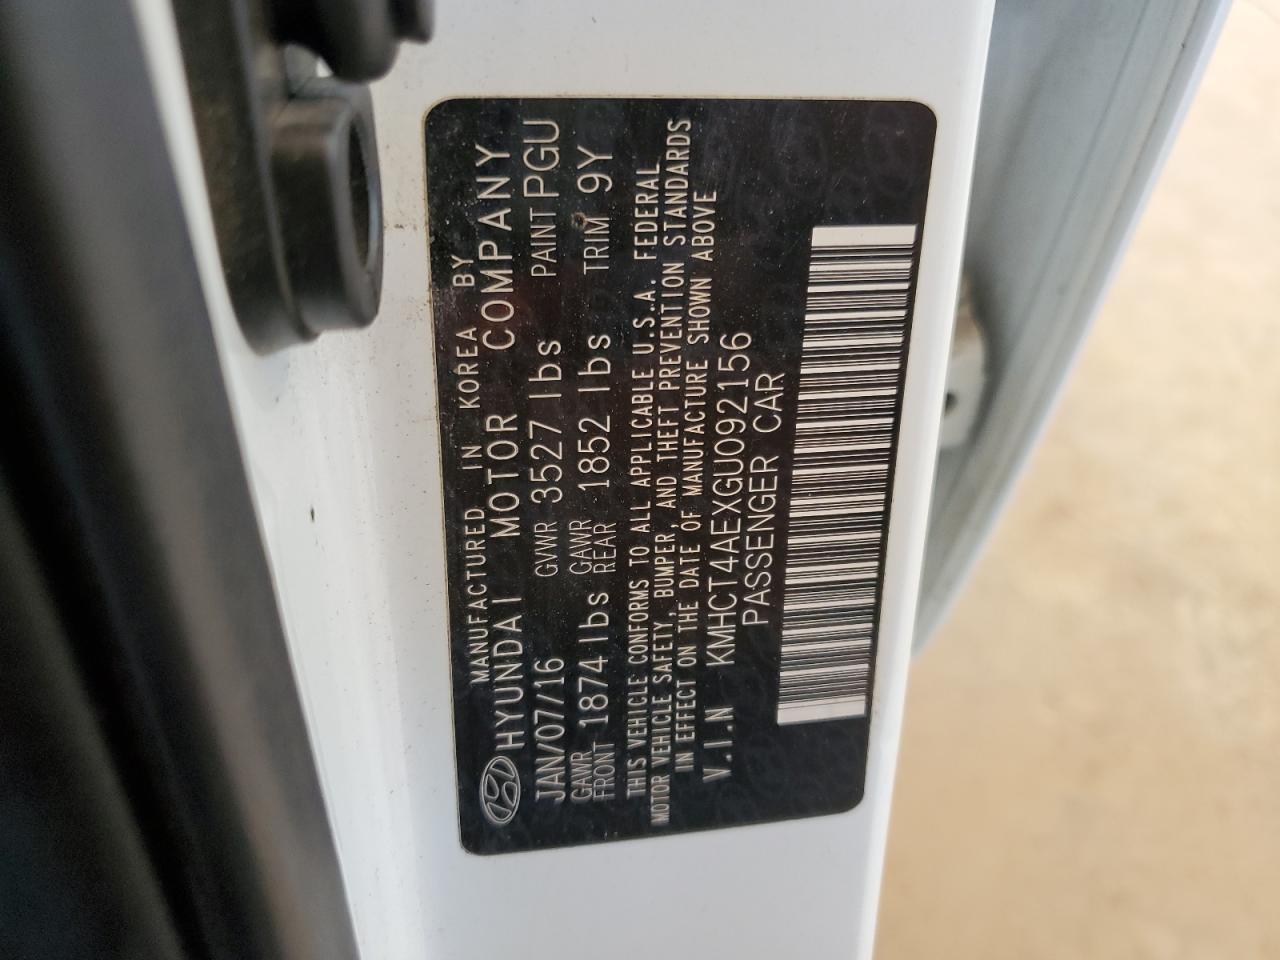 MANUFACTURED IN KOREA BY
HYUNDAI MOTOR COMPANY
JAN/07/16 GVWR 3527 lbs PAINT PGU
GAWR FRONT 1874 lbs GAWR REAR 1852 lbs TRIM 9Y
THIS VEHICLE CONFORMS TO ALL APPLICABLE U.S.A. FEDERAL
MOTOR VEHICLE SAFETY, BUMPER, AND THEFT PREVENTION STANDARDS
IN EFFECT ON THE DATE OF MANUFACTURE SHOWN ABOVE
V.I.N KMHCT4AEXGU092156
PASSENGER CAR